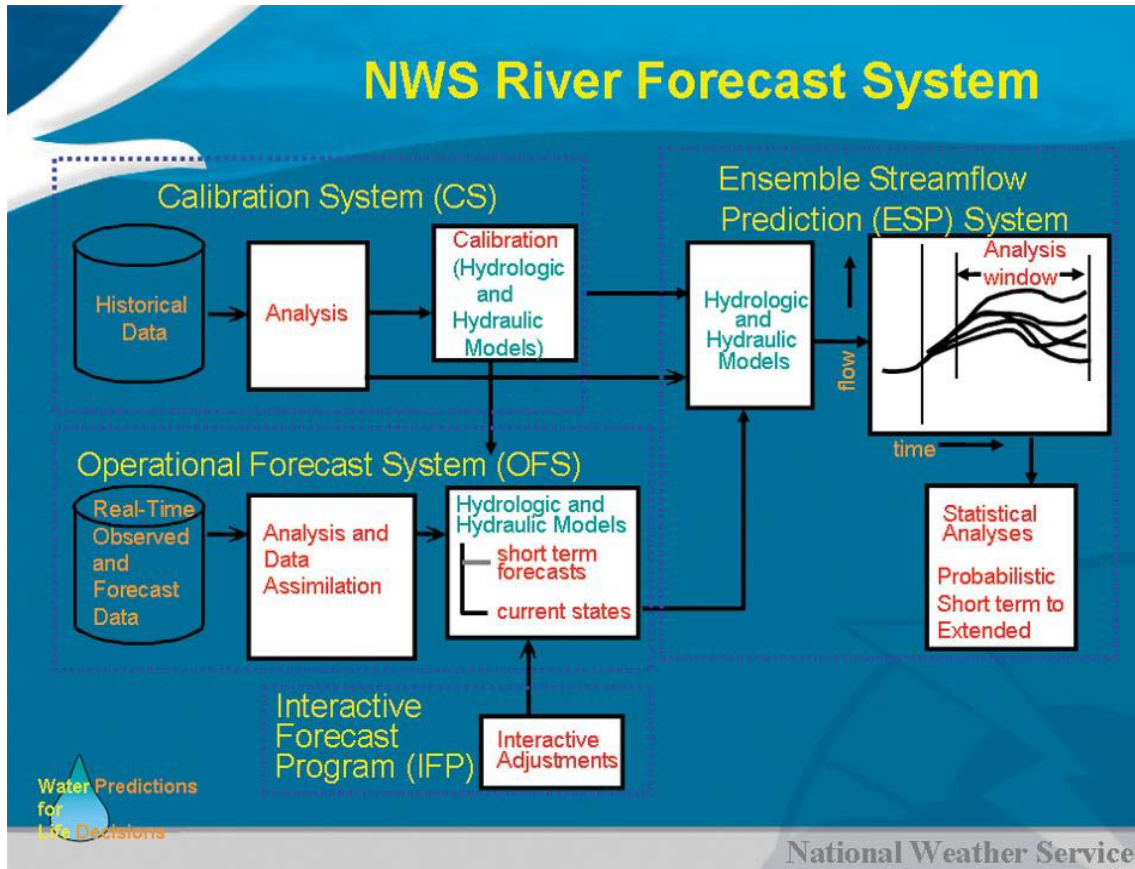 NWS River Forecast System
Calibration System (CS)
Historical
Data
Analysis
Calibration
(Hydrologic
and
Hydraulic
Models)
Ensemble Streamflow
Prediction (ESP) System
Hydrologic
and
Hydraulic
Models
flow
Analysis
window
time
Statistical
Analyses
Probabilistic
Short term to
Extended
Operational Forecast System (OFS)
Real-Time
Observed
and
Forecast
Data
Analysis and
Data
Assimilation
Hydrologic and
Hydraulic Models
short term
forecasts
current states
Interactive
Forecast
Program (IFP)
Interactive
Adjustments
Water Predictions
for
Life Decisions
National Weather Service